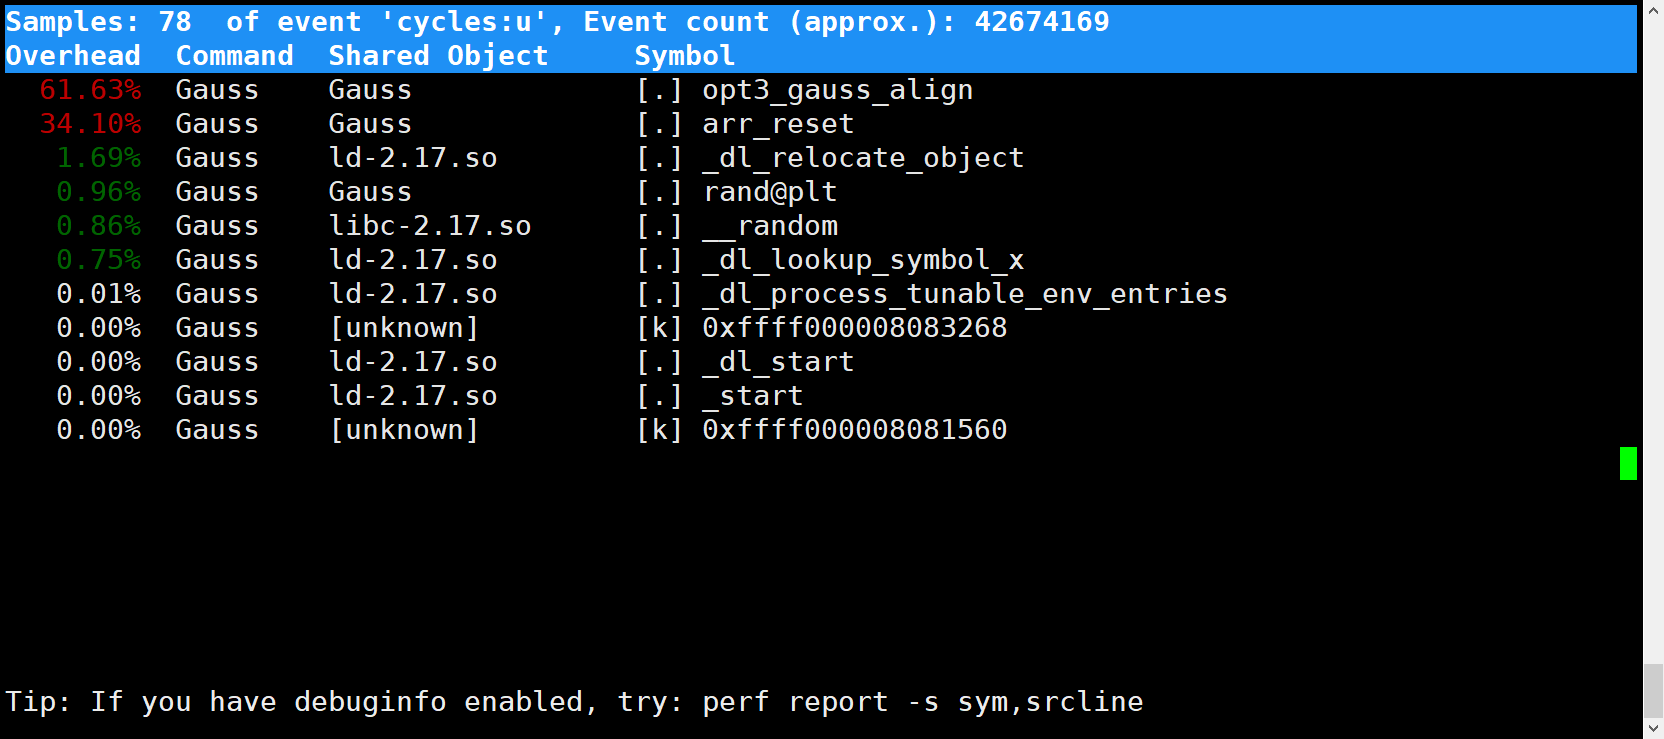 Samples: 78  of event 'cycles:u', Event count (approx.): 42674169
Overhead  Command  Shared Object     Symbol
  61.63%  Gauss    Gauss             [.] opt3_gauss_align
  34.10%  Gauss    Gauss             [.] arr_reset
   1.69%  Gauss    ld-2.17.so        [.] _dl_relocate_object
   0.96%  Gauss    Gauss             [.] rand@plt
   0.86%  Gauss    libc-2.17.so      [.] __random
   0.75%  Gauss    ld-2.17.so        [.] _dl_lookup_symbol_x
   0.01%  Gauss    ld-2.17.so        [.] _dl_process_tunable_env_entries
   0.00%  Gauss    [unknown]         [k] 0xffff000008083268
   0.00%  Gauss    ld-2.17.so        [.] _dl_start
   0.00%  Gauss    ld-2.17.so        [.] _start
   0.00%  Gauss    [unknown]         [k] 0xffff000008081560
Tip: If you have debuginfo enabled, try: perf report -s sym,srcline